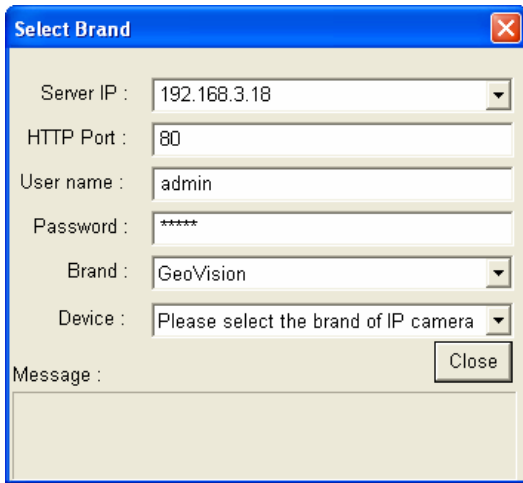 Select Brand
Server IP : 192.168.3.18
HTTP Port : 80
User name : admin
Password : *****
Brand : GeoVision
Device : Please select the brand of IP camera
Close
Message :